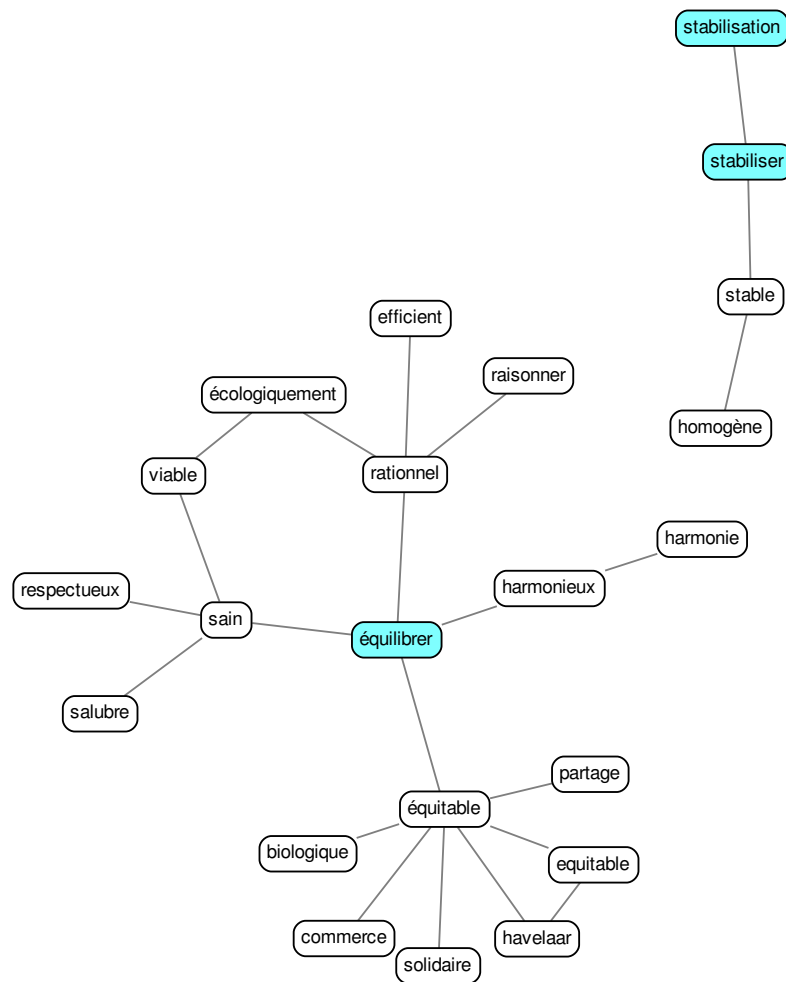 stabilisation
stabiliser
stable
efficient
raisonner
écologiquement
homogène
viable
rationnel
harmonie
respectueux
harmonieux
sain
équilibrer
salubre
partage
équitable
biologique
equitable
commerce
havelaar
solidaire